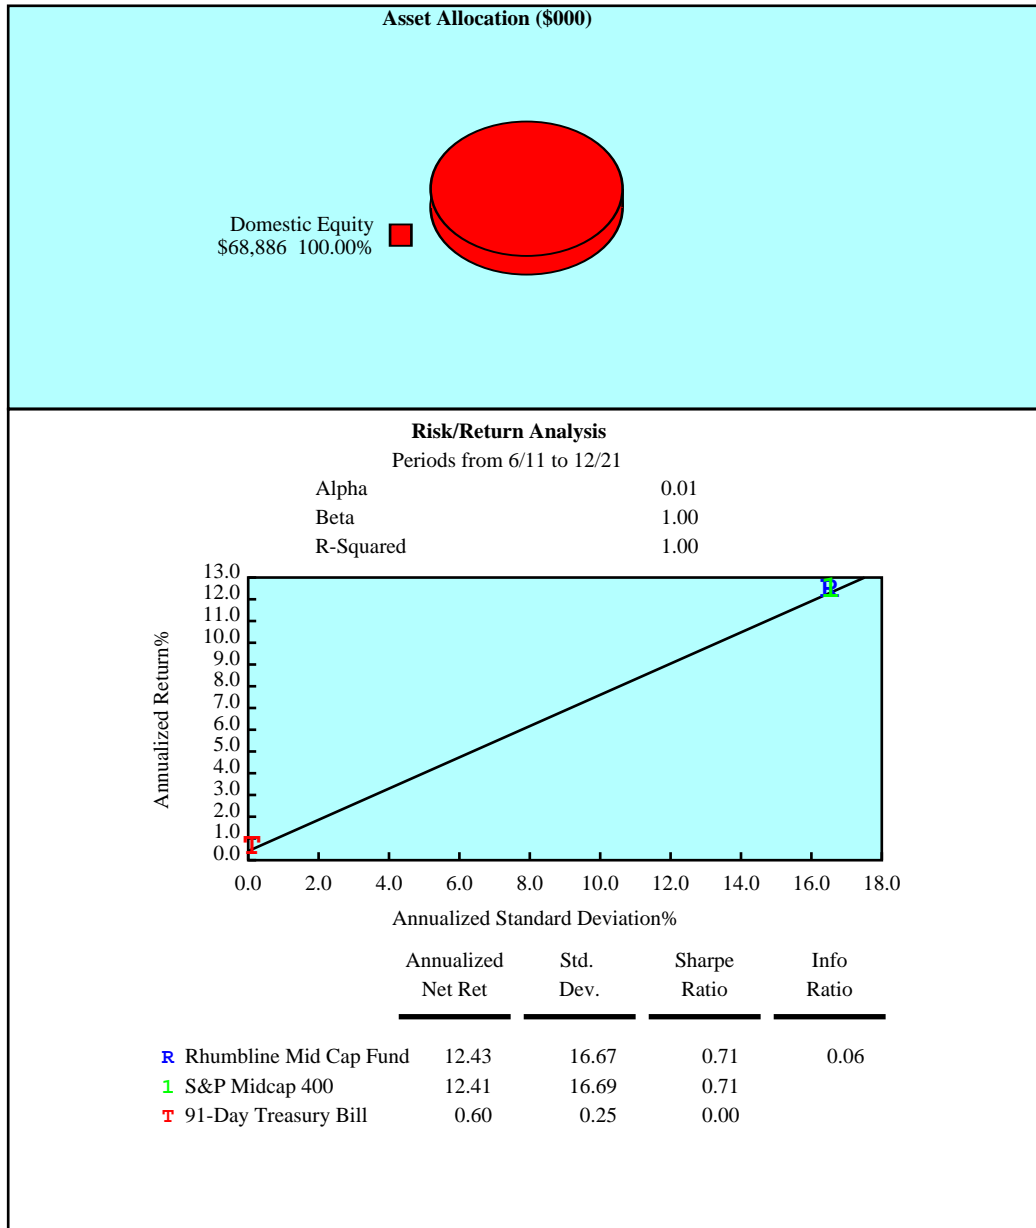 Asset Allocation ($000)
Domestic Equity
$68,886 100.00%
Risk/Return Analysis
Periods from 6/11 to 12/21
Alpha 0.01
Beta 1.00
R-Squared 1.00
13.0
12.0
11.0
10.0
9.0
8.0
7.0
6.0
5.0
4.0
3.0
2.0
1.0
0.0
Annualized Return%
R
1
T
0.0 2.0 4.0 6.0 8.0 10.0 12.0 14.0 16.0 18.0
Annualized Standard Deviation%
Annualized Std. Sharpe Info
Net Ret Dev. Ratio Ratio
R Rhumbline Mid Cap Fund 12.43 16.67 0.71 0.06
1 S&P Midcap 400 12.41 16.69 0.71
T 91-Day Treasury Bill 0.60 0.25 0.00